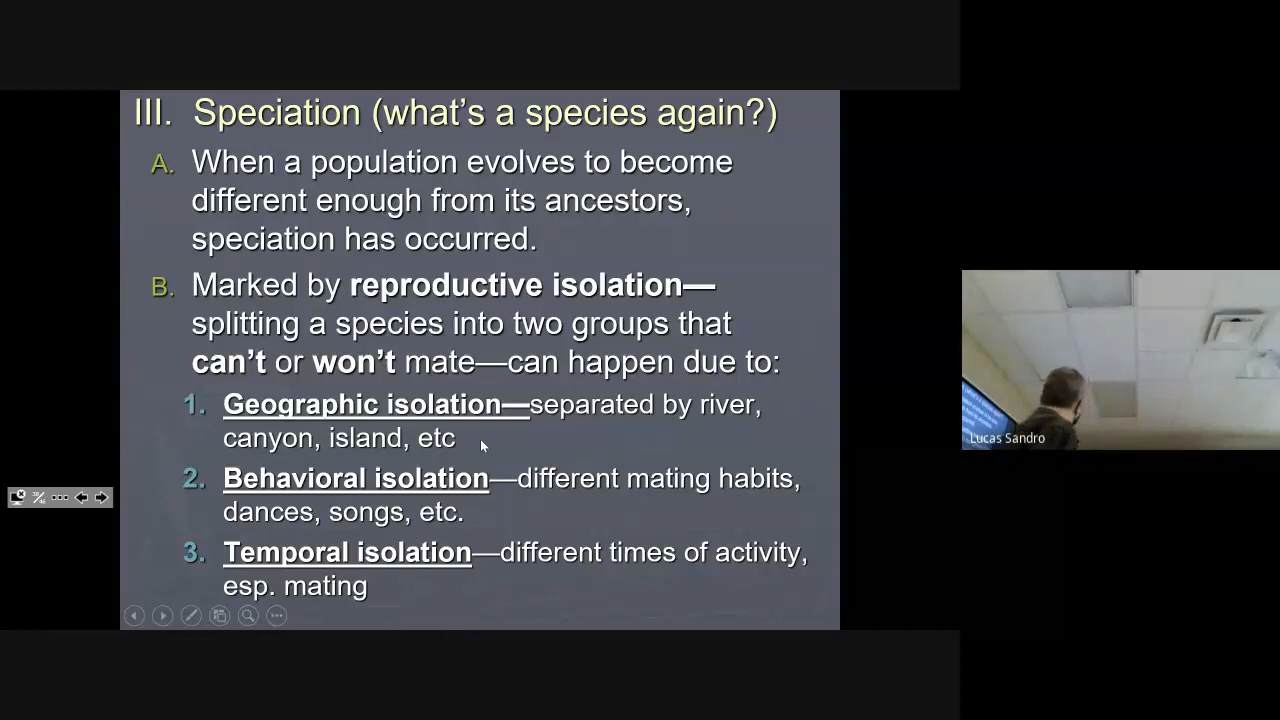 III. Speciation (what's a species again?)
A. When a population evolves to become
different enough from its ancestors,
speciation has occurred.
B. Marked by reproductive isolation—
splitting a species into two groups that
can't or won't mate—can happen due to:
1. Geographic isolation—separated by river,
canyon, island, etc
2. Behavioral isolation—different mating habits,
dances, songs, etc.
3. Temporal isolation—different times of activity,
esp. mating
Lucas Sandro